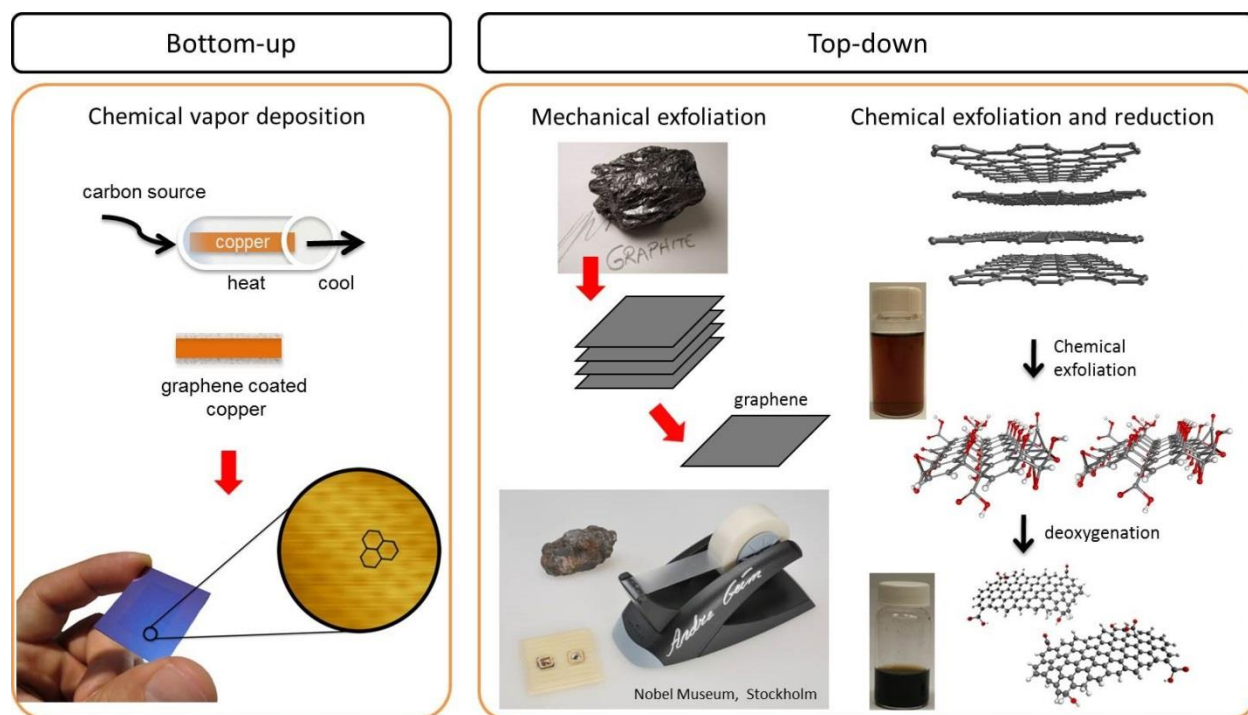 Bottom-up
Top-down
Chemical vapor deposition
carbon source
copper
heat
cool
graphene coated
copper
Mechanical exfoliation
GRAPHITE
graphene
Andre Geim
Nobel Museum, Stockholm
Chemical exfoliation and reduction
Chemical
exfoliation
deoxygenation